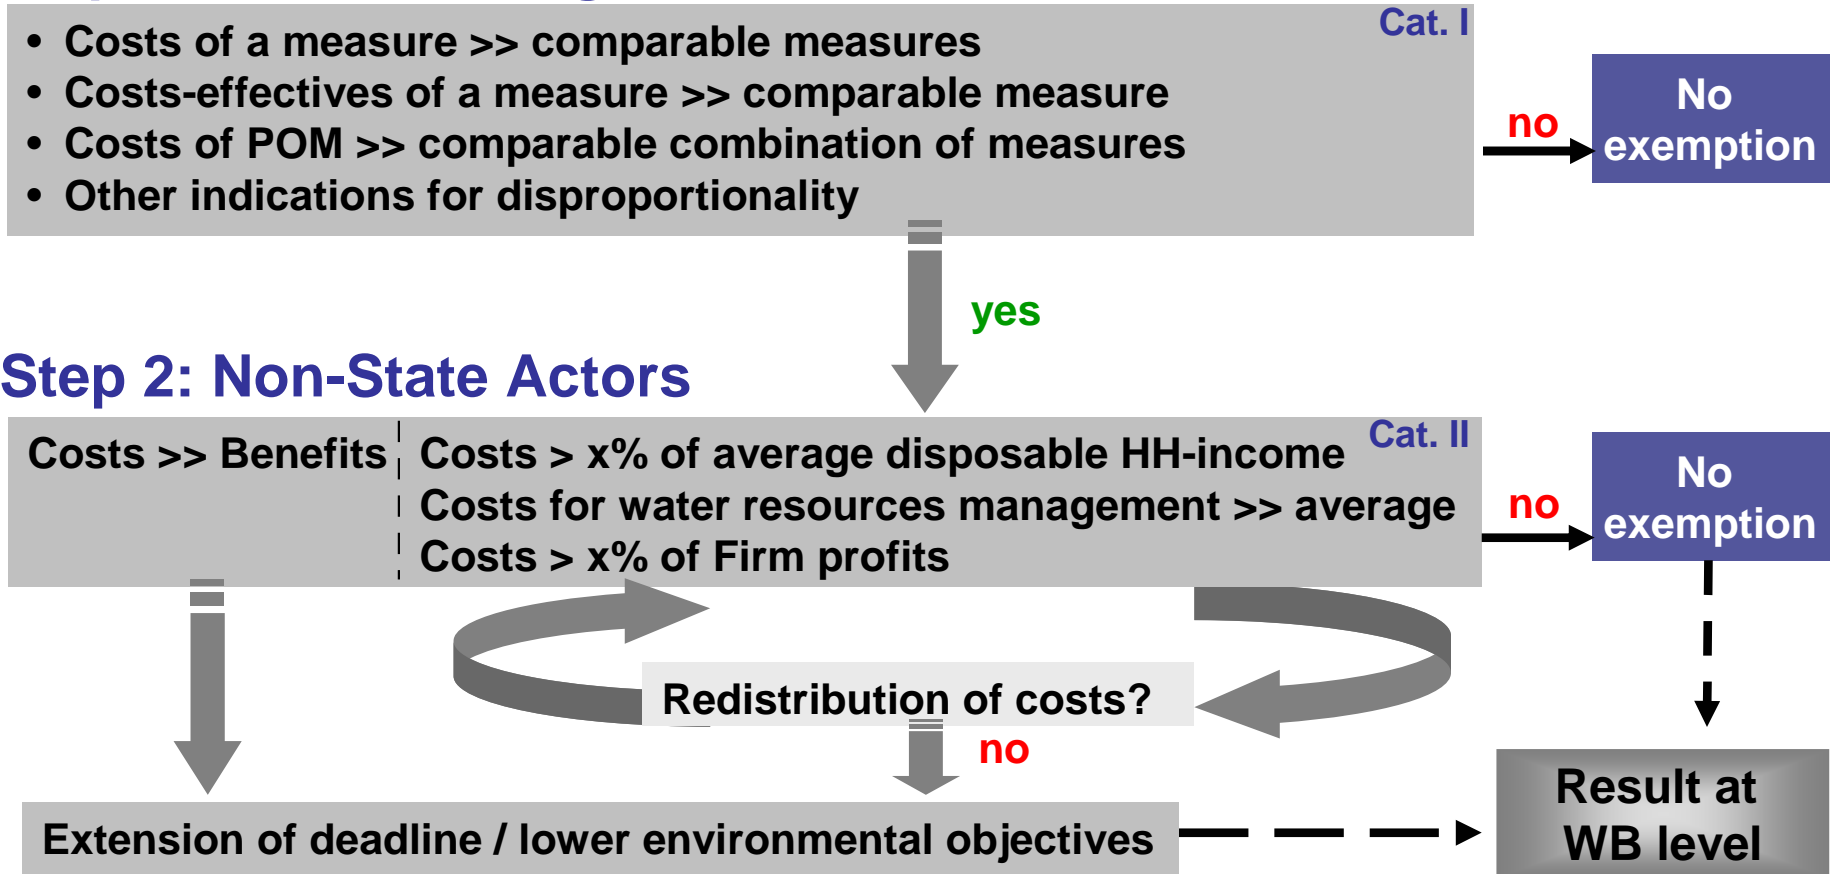 Cat. I
• Costs of a measure >> comparable measures
• Costs-effectives of a measure >> comparable measure
• Costs of POM >> comparable combination of measures
• Other indications for disproportionality
no
No
exemption
yes
Step 2: Non-State Actors
Cat. II
Costs >> Benefits
Costs > x% of average disposable HH-income
Costs for water resources management >> average
Costs > x% of Firm profits
no
No
exemption
Redistribution of costs?
no
Extension of deadline / lower environmental objectives
Result at
WB level